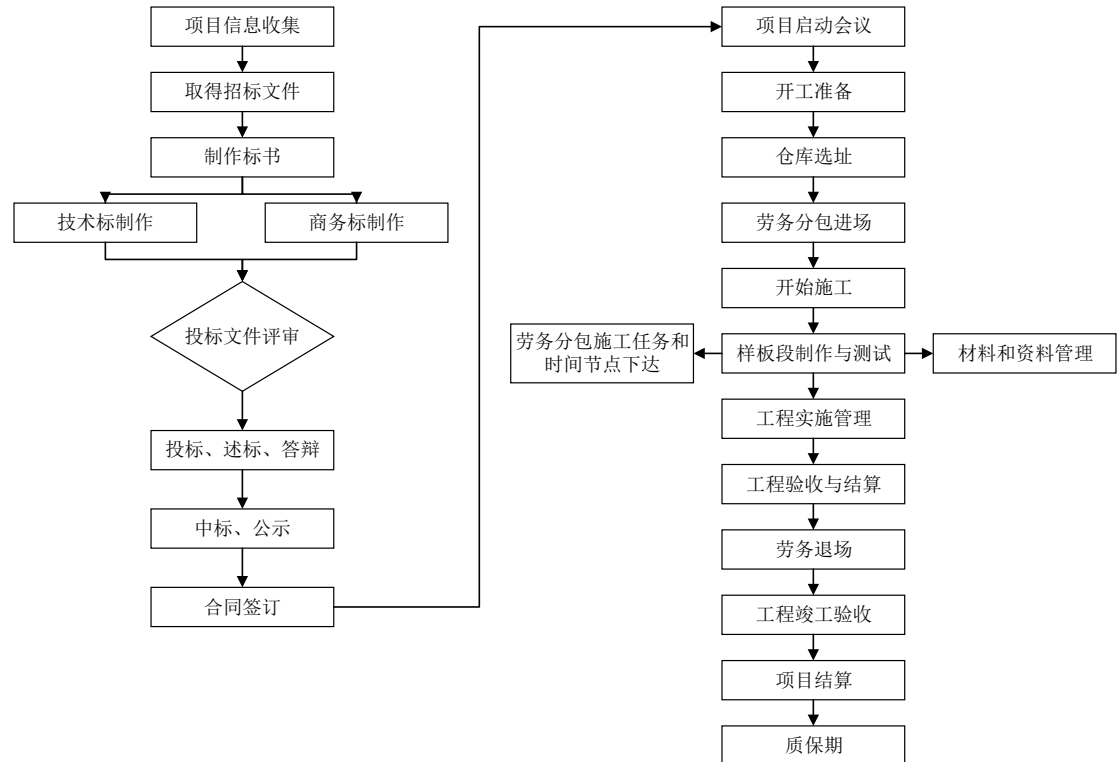 项目信息收集
取得招标文件
制作标书
技术标制作
商务标制作
投标文件评审
投标、述标、答辩
中标、公示
合同签订
项目启动会议
开工准备
仓库选址
劳务分包进场
开始施工
劳务分包施工任务和
时间节点下达
样板段制作与测试
材料和资料管理
工程实施管理
工程验收与结算
劳务退场
工程竣工验收
项目结算
质保期